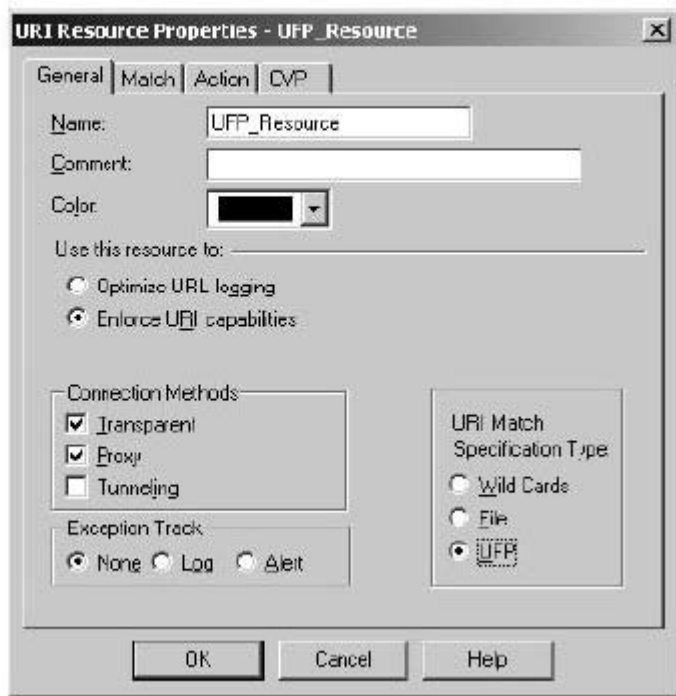 URI Resource Properties - UFP_Resource
General Match Action CVP
Name: UFP_Resource
Comment:
Color:
Use this resource to:
Optimize URL logging
Enforce URI capabilities
Connection Methods
Transparent
Proxy
Tunneling
Exception Track
None Log Alert
URI Match
Specification Type
Wild Cards
File
UFP
OK Cancel Help